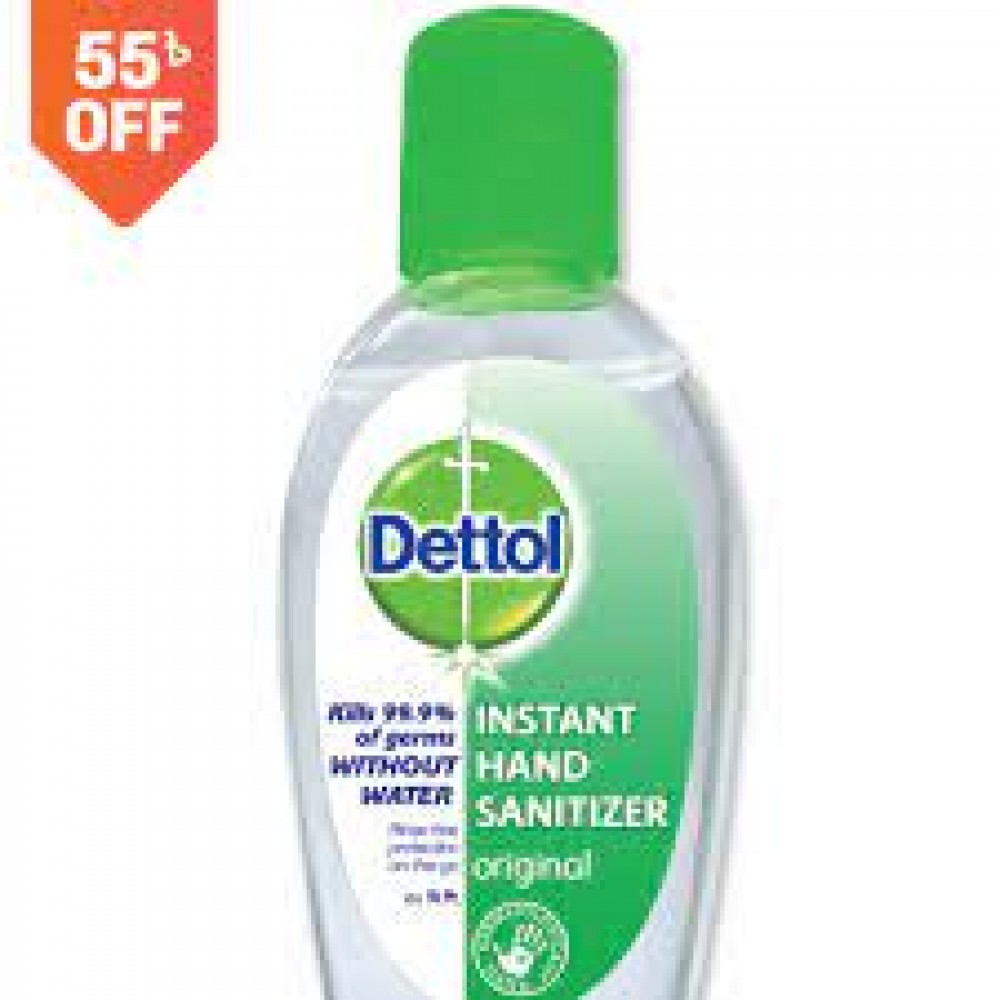 55৳
OFF
Dettol
Kills 99.9%
of germs
WITHOUT
WATER
INSTANT
HAND
SANITIZER
original